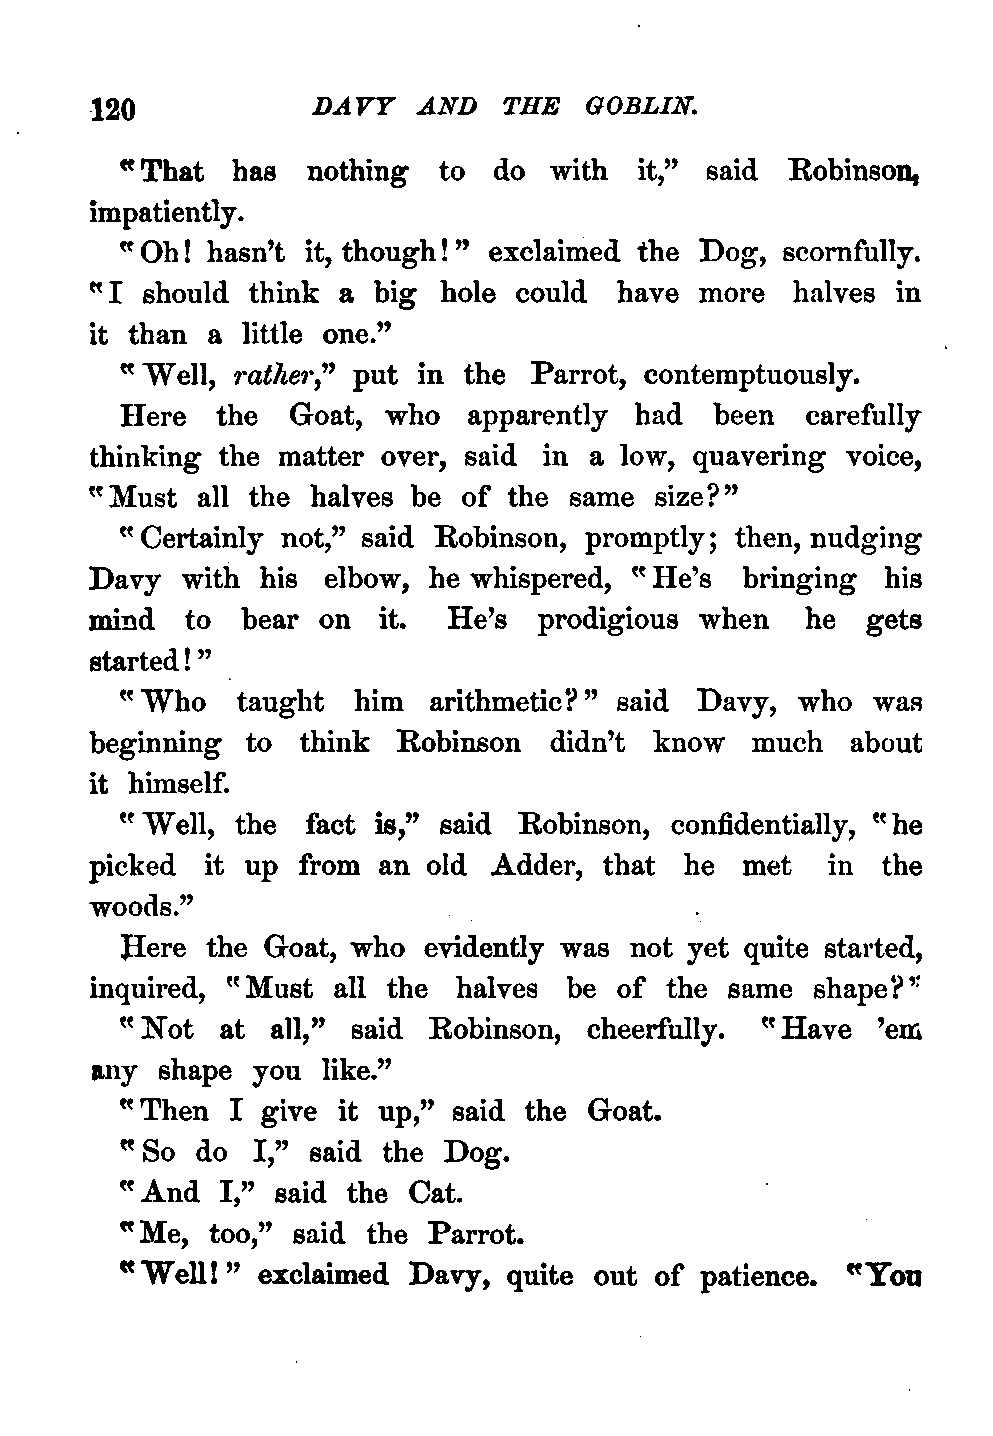 120 DAVY AND THE GOBLIN.
“That has nothing to do with it,” said Robinson,
impatiently.
“Oh! hasn’t it, though!” exclaimed the Dog, scornfully.
“I should think a big hole could have more halves in
it than a little one.”
“Well, rather,” put in the Parrot, contemptuously.
Here the Goat, who apparently had been carefully
thinking the matter over, said in a low, quavering voice,
“Must all the halves be of the same size?”
“Certainly not,” said Robinson, promptly; then, nudging
Davy with his elbow, he whispered, “He’s bringing his
mind to bear on it. He’s prodigious when he gets
started!”
“Who taught him arithmetic?” said Davy, who was
beginning to think Robinson didn’t know much about
it himself.
“Well, the fact is,” said Robinson, confidentially, “he
picked it up from an old Adder, that he met in the
woods.”
Here the Goat, who evidently was not yet quite started,
inquired, “Must all the halves be of the same shape?”
“Not at all,” said Robinson, cheerfully. “Have ’em
any shape you like.”
“Then I give it up,” said the Goat.
“So do I,” said the Dog.
“And I,” said the Cat.
“Me, too,” said the Parrot.
“Well!” exclaimed Davy, quite out of patience. “You